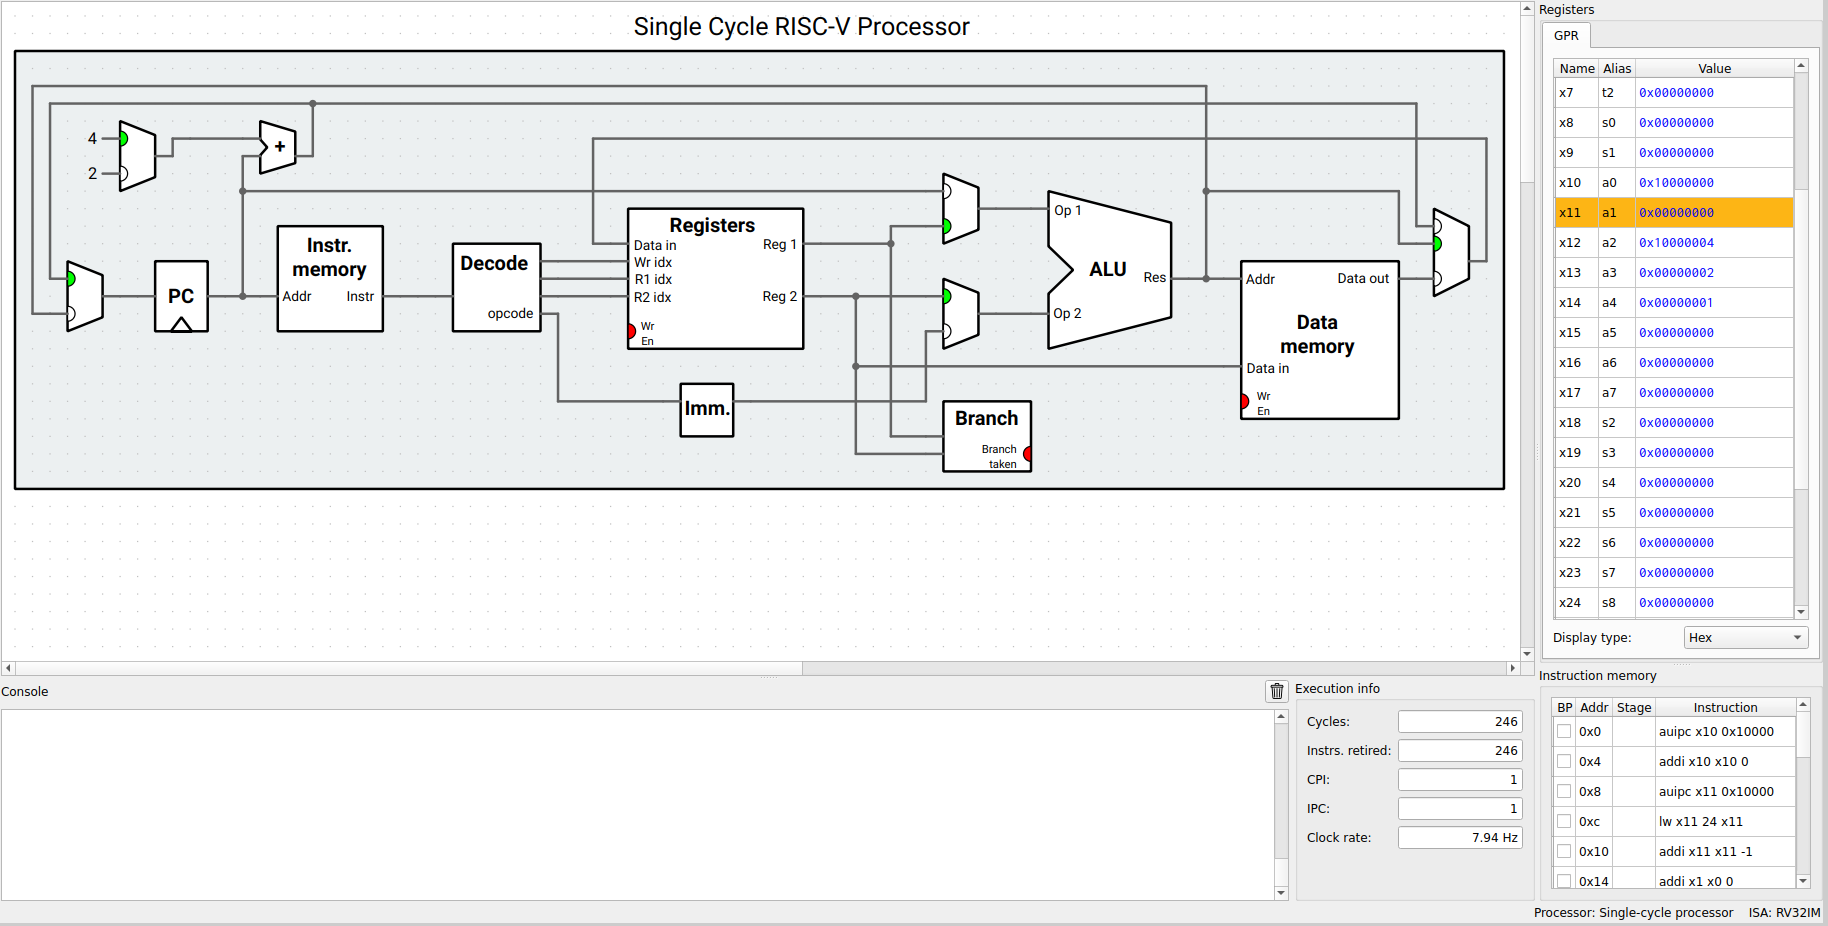 Single Cycle RISC-V Processor
4
2
+
PC
Instr.
memory
Addr
Instr
Decode
opcode
Registers
Data in
Wr idx
R1 idx
R2 idx
Wr
En
Reg 1
Reg 2
Imm.
Op 1
ALU
Res
Op 2
Branch
Branch
taken
Addr
Data out
Data
memory
Data in
Wr
En
Registers
GPR
Name Alias Value
x7 t2 0x00000000
x8 s0 0x00000000
x9 s1 0x00000000
x10 a0 0x10000000
x11 a1 0x00000000
x12 a2 0x10000004
x13 a3 0x00000002
x14 a4 0x00000001
x15 a5 0x00000000
x16 a6 0x00000000
x17 a7 0x00000000
x18 s2 0x00000000
x19 s3 0x00000000
x20 s4 0x00000000
x21 s5 0x00000000
x22 s6 0x00000000
x23 s7 0x00000000
x24 s8 0x00000000
Display type: Hex
Console
Execution info
Cycles: 246
Instrs. retired: 246
CPI: 1
IPC: 1
Clock rate: 7.94 Hz
Instruction memory
BP Addr Stage Instruction
0x0 auipc x10 0x10000
0x4 addi x10 x10 0
0x8 auipc x11 0x10000
0xc lw x11 24 x11
0x10 addi x11 x11 -1
0x14 addi x1 x0 0
Processor: Single-cycle processor ISA: RV32IM